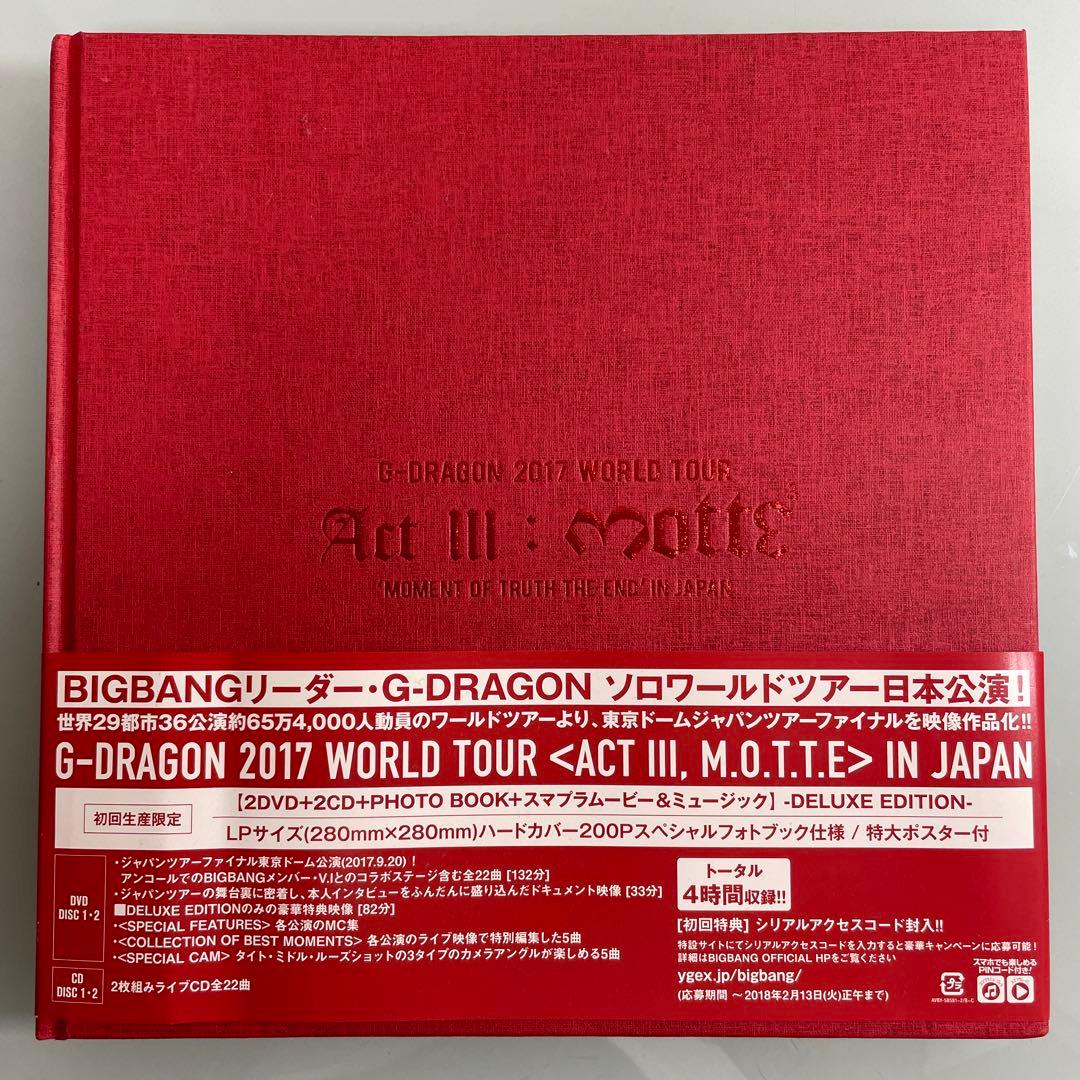 G-DRAGON 2017 WORLD TOUR
Act III : Motte
'MOMENT OF TRUTH THE END' IN JAPAN
BIGBANGリーダー・G-DRAGON ソロワールドツアー日本公演!
世界29都市36公演約65万4,000人動員のワールドツアーより、東京ドームジャパンツアーファイナルを映像作品化!!
G-DRAGON 2017 WORLD TOUR <ACT III, M.O.T.T.E> IN JAPAN
初回生産限定
【2DVD+2CD+PHOTO BOOK+スマプラムービー&ミュージック】-DELUXE EDITION-
LPサイズ(280mm×280mm)ハードカバー200Pスペシャルフォトブック仕様 / 特大ポスター付
DVD
DISC 1・2
・ジャパンツアーファイナル東京ドーム公演(2017.9.20)!
アンコールでのBIGBANGメンバー・V.Iとのコラボステージ含む全22曲 [132分]
・ジャパンツアーの舞台裏に密着し、本人インタビューをふんだんに盛り込んだドキュメント映像 [33分]
■DELUXE EDITIONのみの豪華特典映像 [82分]
・<SPECIAL FEATURES> 各公演のMC集
・<COLLECTION OF BEST MOMENTS> 各公演のライブ映像で特別編集した5曲
・<SPECIAL CAM> タイト・ミドル・ルーズショットの3タイプのカメラアングルが楽しめる5曲
CD
DISC 1・2
2枚組みライブCD全22曲
トータル
4時間収録!!
[初回特典] シリアルアクセスコード封入!!
特設サイトにてシリアルアクセスコードを入力すると豪華キャンペーンに応募可能!
詳細はBIGBANG OFFICIAL HPをご覧ください
ygex.jp/bigbang/
(応募期間 ～2018年2月13日(火)正午まで)
スマホでも楽しめる
PINコード付き!
AVBY-58581~2/B~C